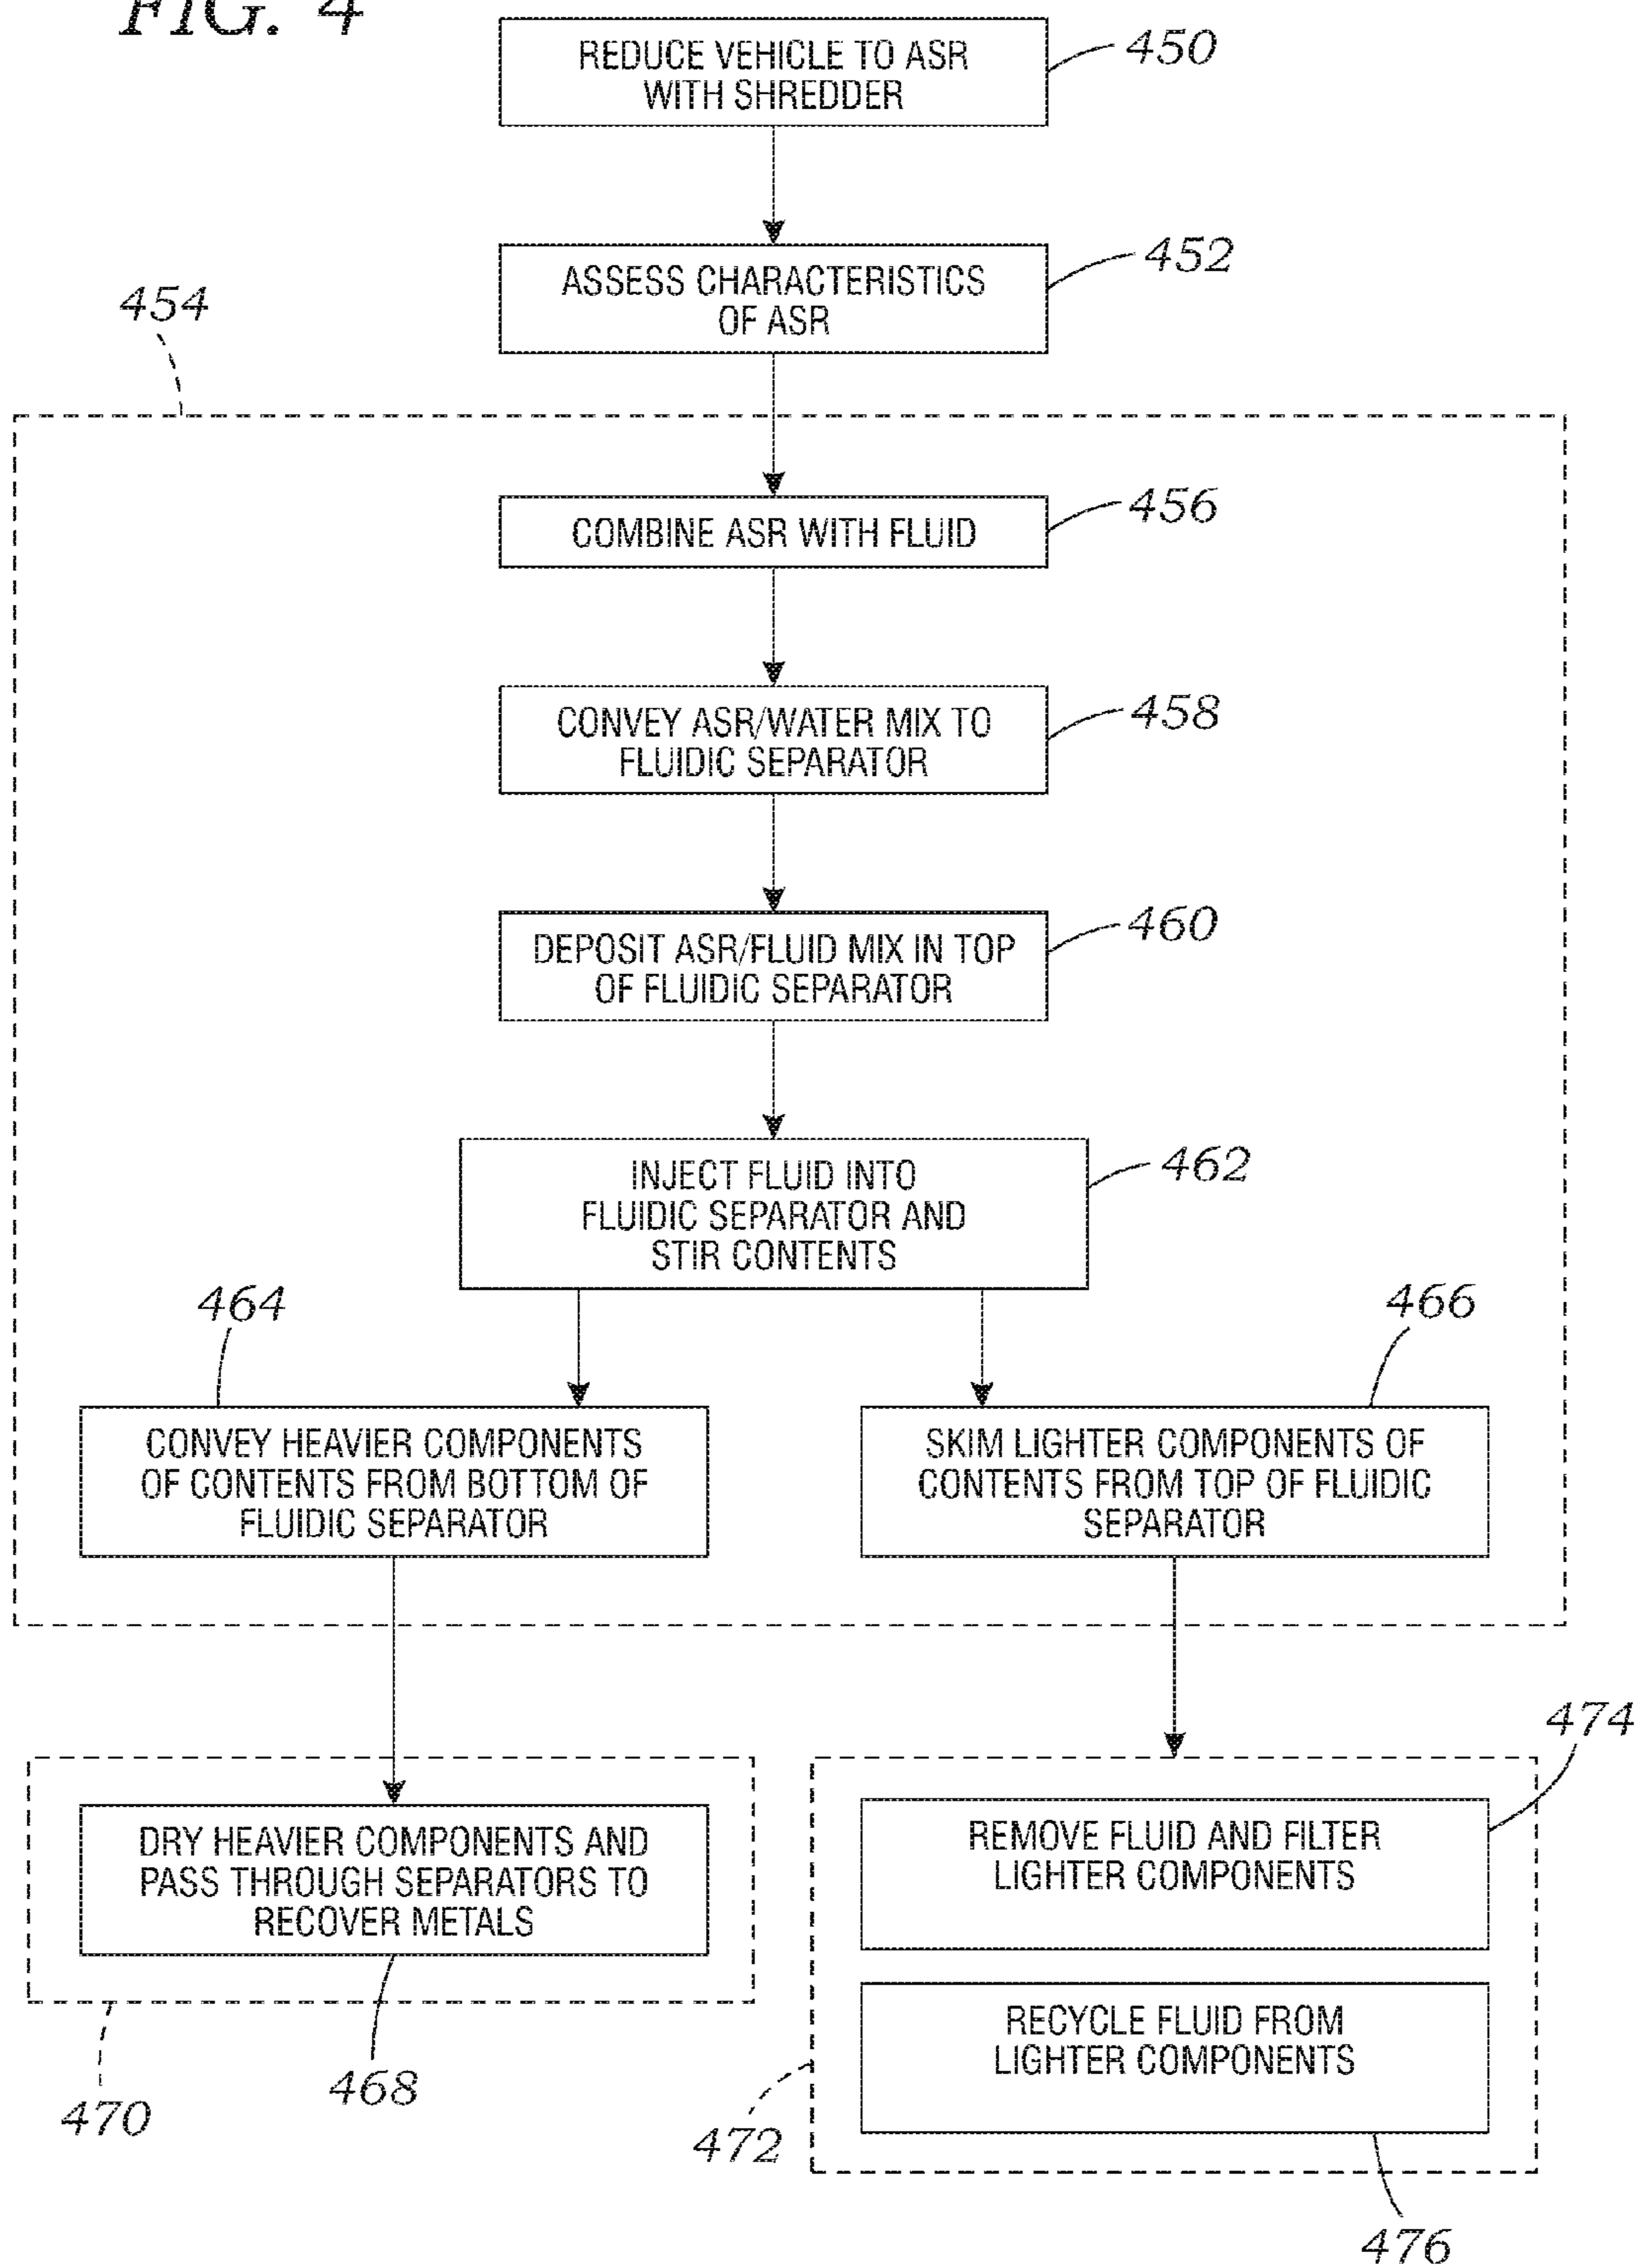 FIG. 4
REDUCE VEHICLE TO ASR
WITH SHREDDER
450
ASSESS CHARACTERISTICS
OF ASR
452
454
COMBINE ASR WITH FLUID
456
CONVEY ASR/WATER MIX TO
FLUIDIC SEPARATOR
458
DEPOSIT ASR/FLUID MIX IN TOP
OF FLUIDIC SEPARATOR
460
INJECT FLUID INTO
FLUIDIC SEPARATOR AND
STIR CONTENTS
462
464
CONVEY HEAVIER COMPONENTS
OF CONTENTS FROM BOTTOM OF
FLUIDIC SEPARATOR
466
SKIM LIGHTER COMPONENTS OF
CONTENTS FROM TOP OF FLUIDIC
SEPARATOR
DRY HEAVIER COMPONENTS AND
PASS THROUGH SEPARATORS TO
RECOVER METALS
468
470
474
REMOVE FLUID AND FILTER
LIGHTER COMPONENTS
RECYCLE FLUID FROM
LIGHTER COMPONENTS
472
476